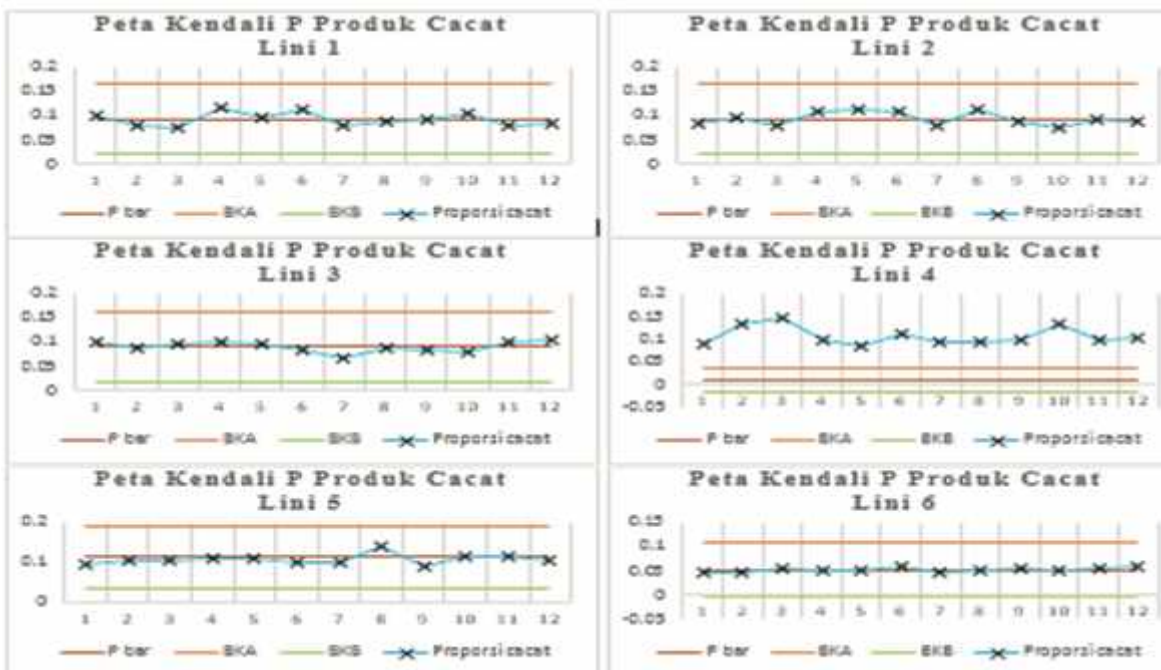 Peta Kendali P Produk Cacat
Lini 1
0.2
0.15
0.1
0.05
0
1 2 3 4 5 6 7 8 9 10 11 12
P bar BKA BKB Proporsi cacat
Peta Kendali P Produk Cacat
Lini 2
0.2
0.15
0.1
0.05
0
1 2 3 4 5 6 7 8 9 10 11 12
P bar BKA BKB Proporsi cacat
Peta Kendali P Produk Cacat
Lini 3
0.2
0.15
0.1
0.05
0
1 2 3 4 5 6 7 8 9 10 11 12
P bar BKA BKB Proporsi cacat
Peta Kendali P Produk Cacat
Lini 4
0.2
0.15
0.1
0.05
0
-0.05
1 2 3 4 5 6 7 8 9 10 11 12
P bar BKA BKB Proporsi cacat
Peta Kendali P Produk Cacat
Lini 5
0.2
0.1
0
1 2 3 4 5 6 7 8 9 10 11 12
P bar BKA BKB Proporsi cacat
Peta Kendali P Produk Cacat
Lini 6
0.15
0.1
0.05
0
-0.05
1 2 3 4 5 6 7 8 9 10 11 12
P bar BKA BKB Proporsi cacat